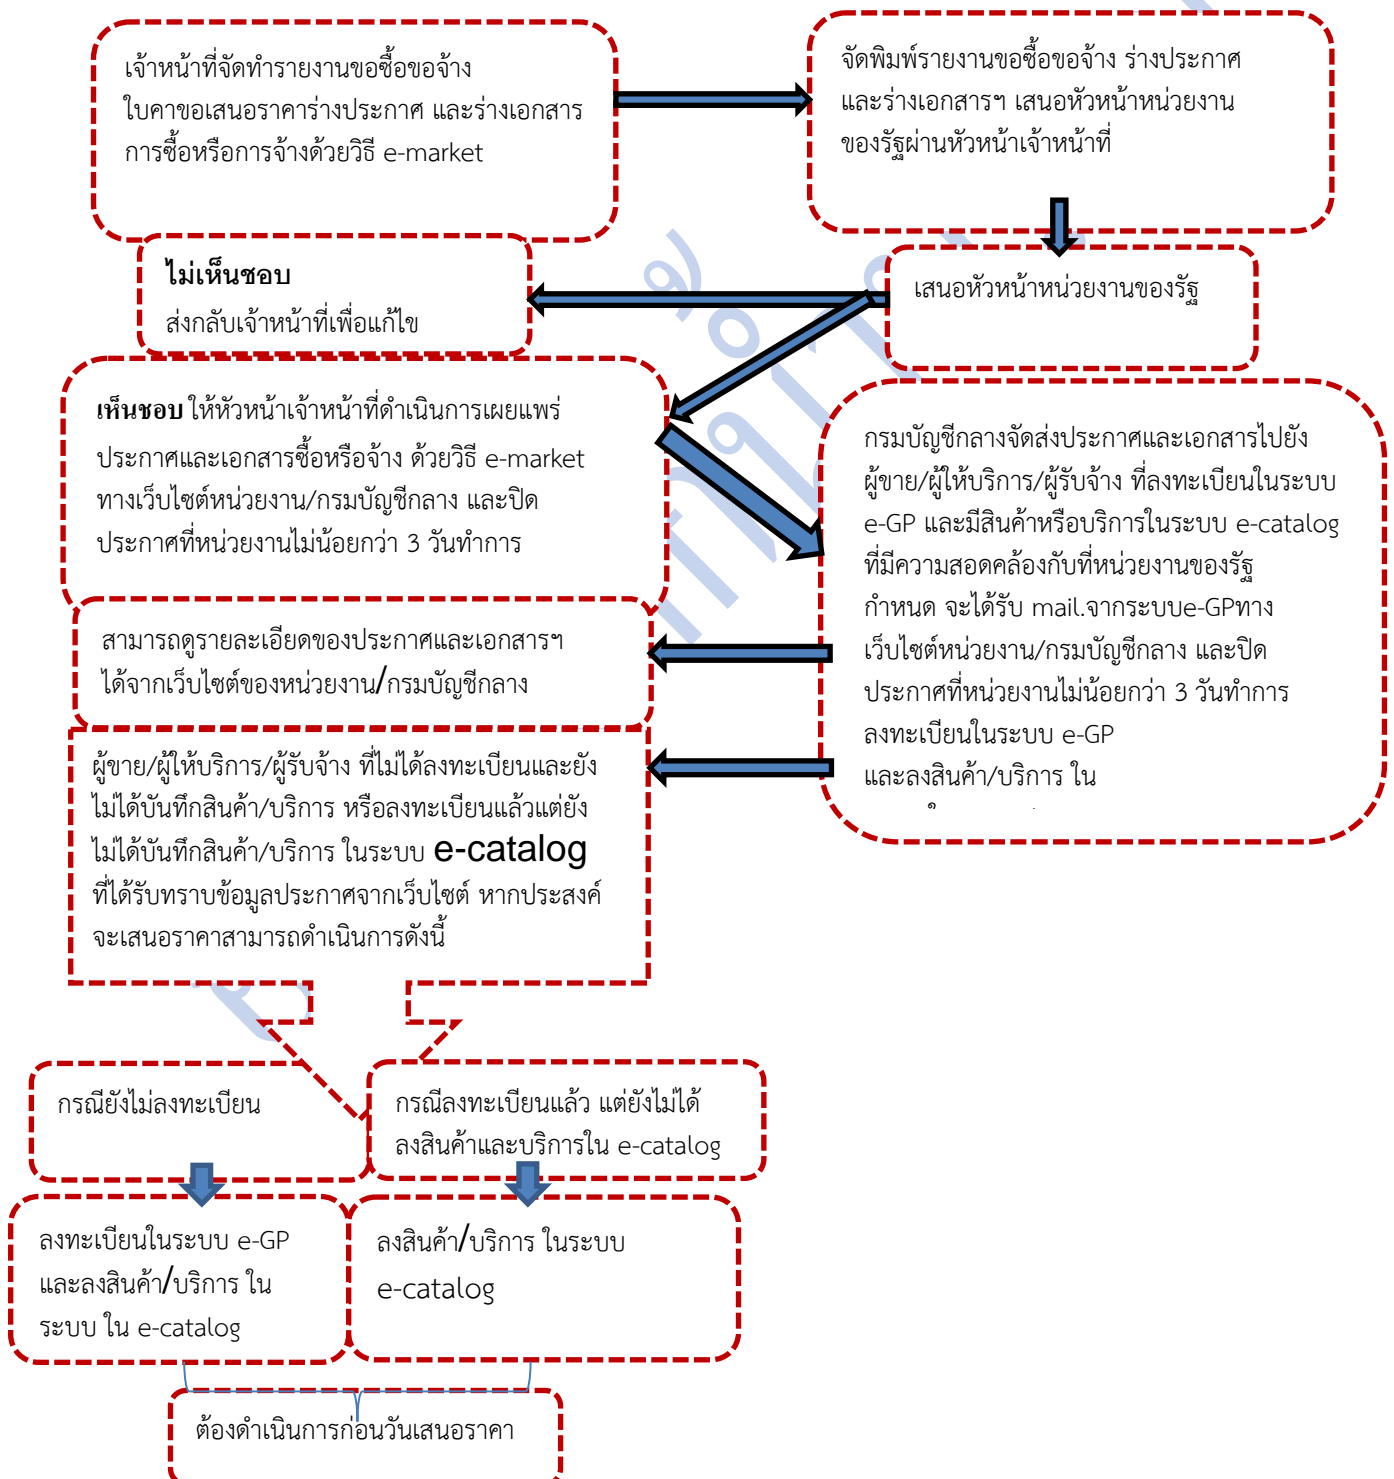 เจ้าหน้าที่จัดทำรายงานขอซื้อขอจ้าง
ใบคาขอเสนอราคาร่างประกาศ และร่างเอกสาร
การซื้อหรือการจ้างด้วยวิธี e-market
จัดพิมพ์รายงานขอซื้อขอจ้าง ร่างประกาศ
และร่างเอกสารฯ เสนอหัวหน้าหน่วยงาน
ของรัฐผ่านหัวหน้าเจ้าหน้าที่
เสนอหัวหน้าหน่วยงานของรัฐ
ไม่เห็นชอบ
ส่งกลับเจ้าหน้าที่เพื่อแก้ไข
เห็นชอบ ให้หัวหน้าเจ้าหน้าที่ดำเนินการเผยแพร่
ประกาศและเอกสารซื้อหรือจ้าง ด้วยวิธี e-market
ทางเว็บไซต์หน่วยงาน/กรมบัญชีกลาง และปิด
ประกาศที่หน่วยงานไม่น้อยกว่า 3 วันทำการ
กรมบัญชีกลางจัดส่งประกาศและเอกสารไปยัง
ผู้ขาย/ผู้ให้บริการ/ผู้รับจ้าง ที่ลงทะเบียนในระบบ
e-GP และมีสินค้าหรือบริการในระบบ e-catalog
ที่มีความสอดคล้องกับที่หน่วยงานของรัฐ
กำหนด จะได้รับ mail.จากระบบe-GPทาง
เว็บไซต์หน่วยงาน/กรมบัญชีกลาง และปิด
ประกาศที่หน่วยงานไม่น้อยกว่า 3 วันทำการ
ลงทะเบียนในระบบ e-GP
และลงสินค้า/บริการ ใน
สามารถดูรายละเอียดของประกาศและเอกสารฯ
ได้จากเว็บไซต์ของหน่วยงาน/กรมบัญชีกลาง
ผู้ขาย/ผู้ให้บริการ/ผู้รับจ้าง ที่ไม่ได้ลงทะเบียนและยัง
ไม่ได้บันทึกสินค้า/บริการ หรือลงทะเบียนแล้วแต่ยัง
ไม่ได้บันทึกสินค้า/บริการ ในระบบ e-catalog
ที่ได้รับทราบข้อมูลประกาศจากเว็บไซต์ หากประสงค์
จะเสนอราคาสามารถดำเนินการดังนี้
กรณียังไม่ลงทะเบียน
กรณีลงทะเบียนแล้ว แต่ยังไม่ได้
ลงสินค้าและบริการใน e-catalog
ลงทะเบียนในระบบ e-GP
และลงสินค้า/บริการ ใน
ระบบ ใน e-catalog
ลงสินค้า/บริการ ในระบบ
e-catalog
ต้องดำเนินการก่อนวันเสนอราคา